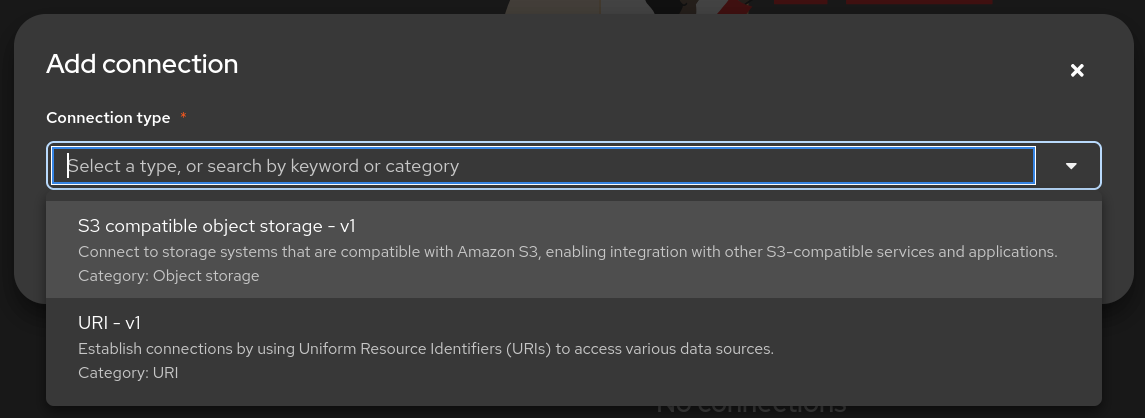 Add connection
Connection type *
Select a type, or search by keyword or category
S3 compatible object storage - v1
Connect to storage systems that are compatible with Amazon S3, enabling integration with other S3-compatible services and applications.
Category: Object storage
URI - v1
Establish connections by using Uniform Resource Identifiers (URIs) to access various data sources.
Category: URI
No connections